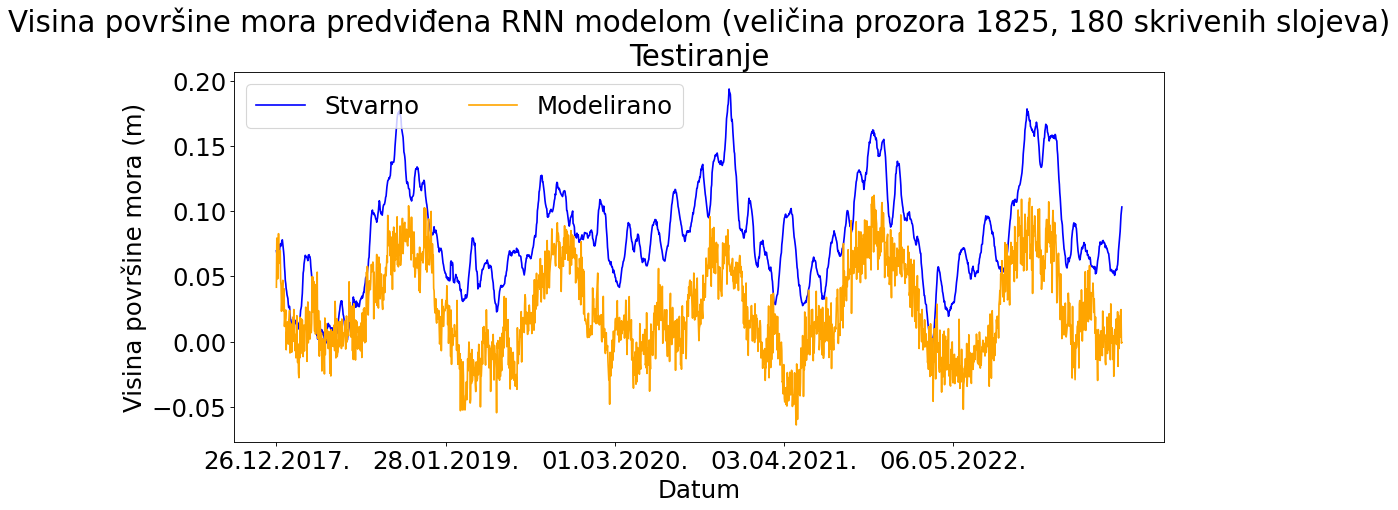 Visina površine mora predviđena RNN modelom (veličina prozora 1825, 180 skrivenih slojeva)
Testiranje
Stvarno
Modelirano
Visina površine mora (m)
0.20
0.15
0.10
0.05
0.00
−0.05
26.12.2017.
28.01.2019.
01.03.2020.
03.04.2021.
06.05.2022.
Datum